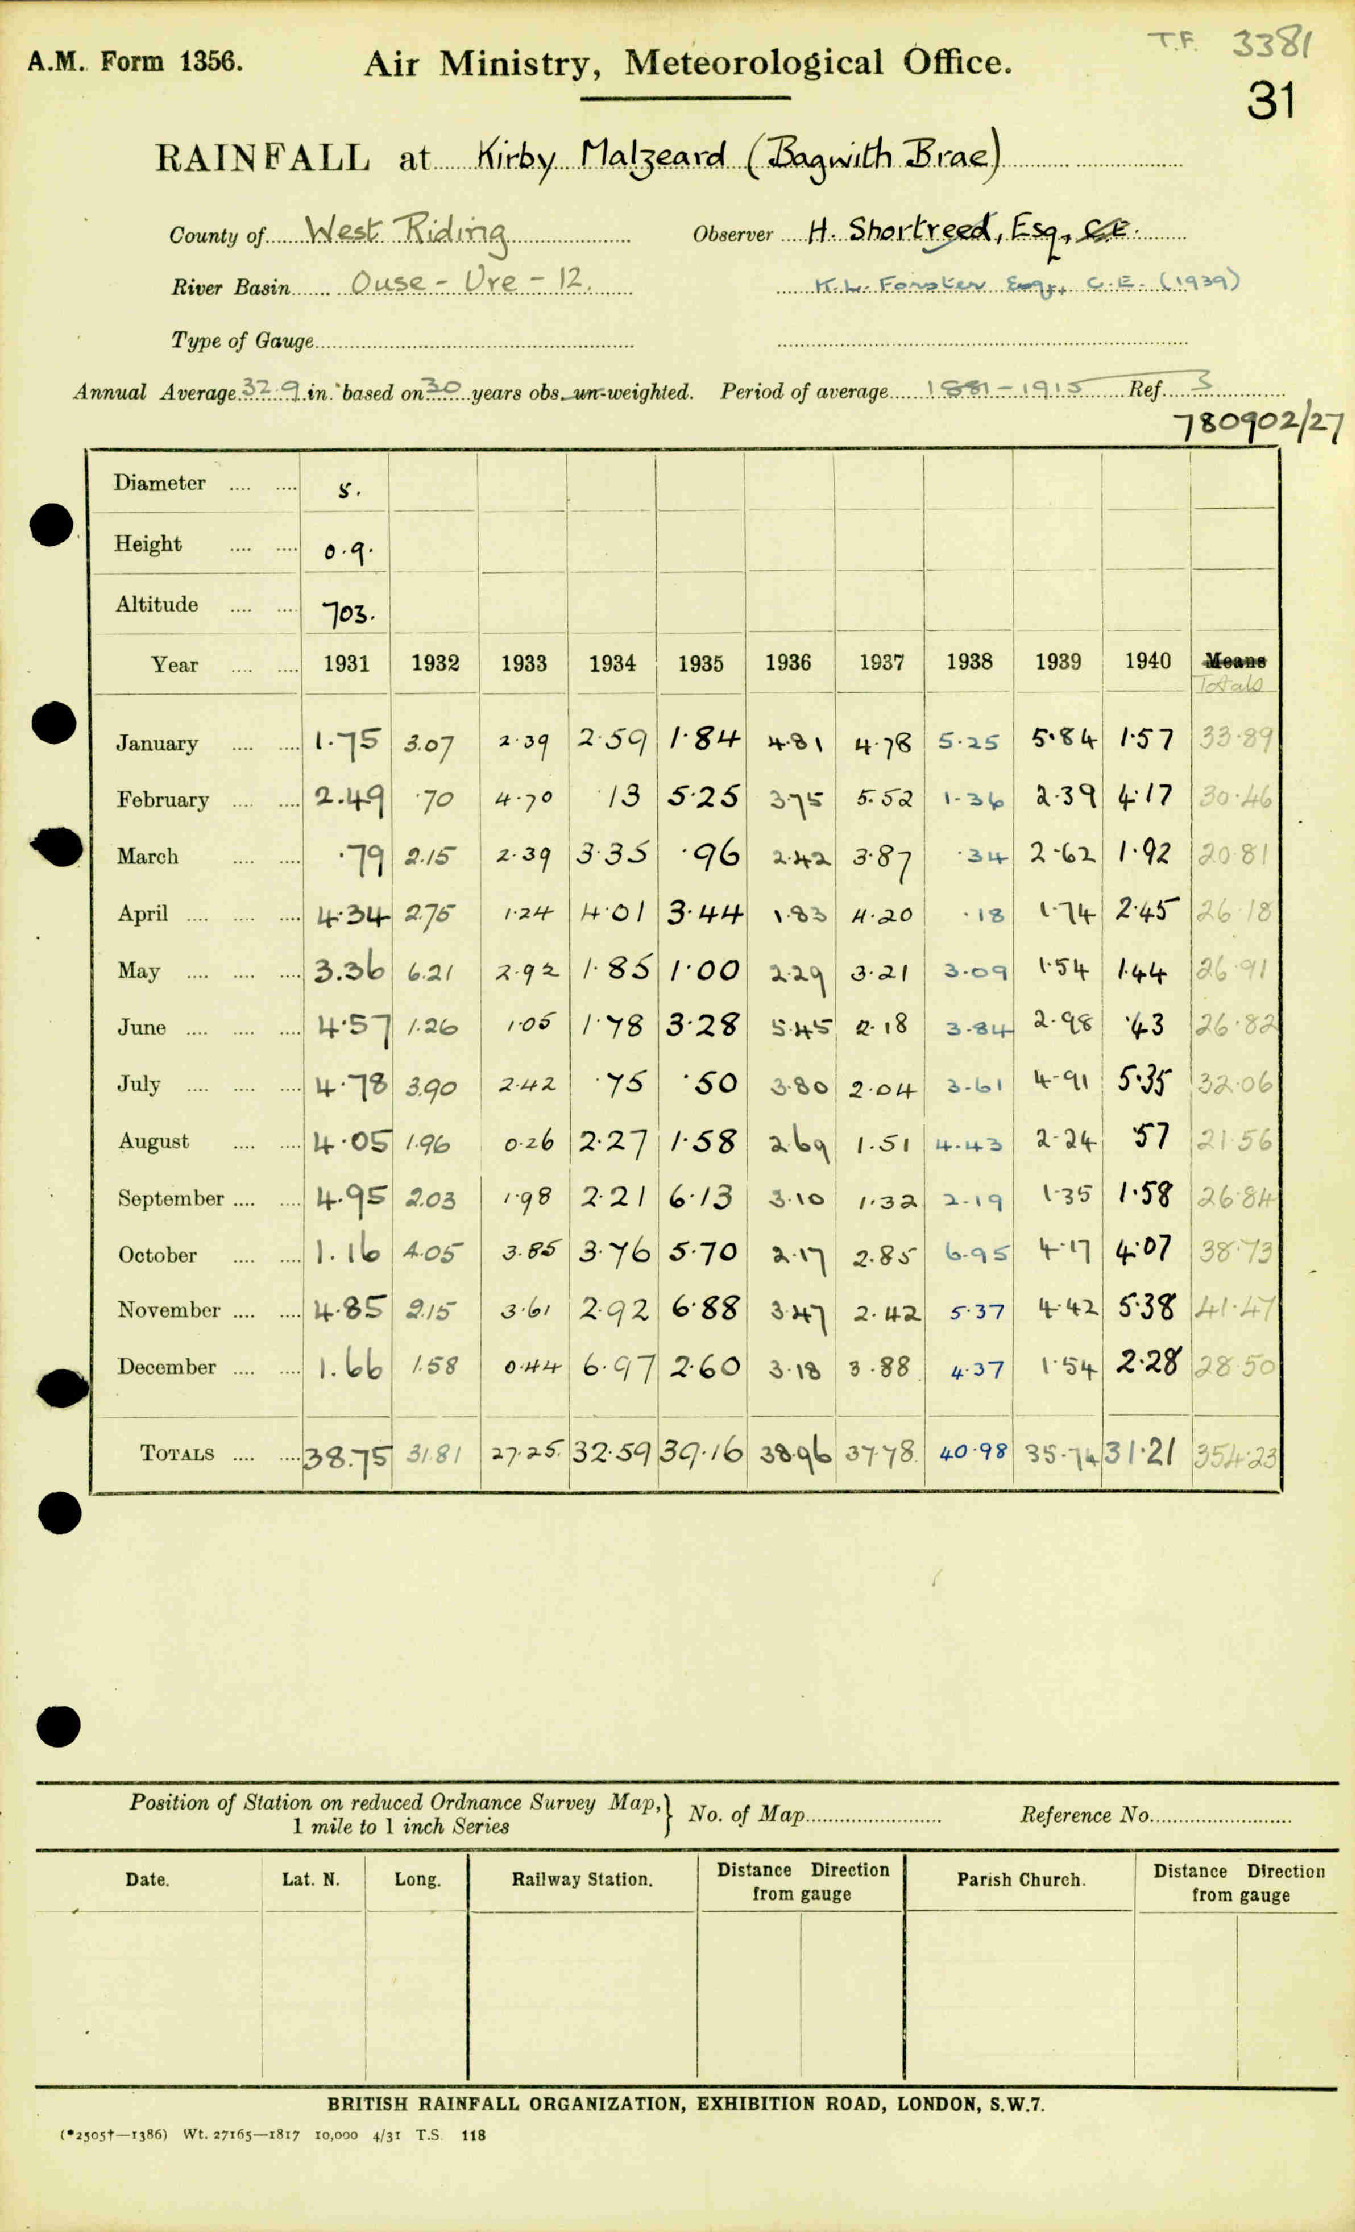 T.F. 3381
A.M. Form 1356. Air Ministry, Meteorological Office.
31
RAINFALL at Kirby Malzeard (Bagwith Brae)
County of West Riding Observer H. Shortreed, Esq., C.E.
River Basin Ouse - Ure - 12. K.L. Forster Esq., C.E. (1939)
Type of Gauge
Annual Average 32.9 in. based on 30 years obs. un-weighted. Period of average 1881-1915 Ref. 3
780902/27
Diameter 5.
Height 0.9.
Altitude 703.
Year 1931 1932 1933 1934 1935 1936 1937 1938 1939 1940 Means
Totals
January 1.75 3.07 2.39 2.59 1.84 4.81 4.78 5.25 5.84 1.57 33.89
February 2.49 .70 4.70 .13 5.25 3.75 5.52 1.36 2.39 4.17 30.46
March .79 2.15 2.39 3.35 .96 2.42 3.87 .34 2.62 1.92 20.81
April 4.34 2.75 1.24 4.01 3.44 1.83 4.20 .18 1.74 2.45 26.18
May 3.36 6.21 2.92 1.85 1.00 2.29 3.21 3.09 1.54 1.44 26.91
June 4.57 1.26 1.05 1.78 3.28 5.45 2.18 3.84 2.98 .43 26.82
July 4.78 3.90 2.42 .75 .50 3.80 2.04 3.61 4.91 5.35 32.06
August 4.05 1.96 0.26 2.27 1.58 2.69 1.51 4.43 2.24 .57 21.56
September 4.95 2.03 1.98 2.21 6.13 3.10 1.32 2.19 1.35 1.58 26.84
October 1.16 4.05 3.85 3.76 5.70 2.17 2.85 6.95 4.17 4.07 38.73
November 4.85 2.15 3.61 2.92 6.88 3.47 2.42 5.37 4.42 5.38 41.47
December 1.66 1.58 0.44 6.97 2.60 3.18 3.88 4.37 1.54 2.28 28.50
TOTALS 38.75 31.81 27.25 32.59 39.16 38.96 37.78 40.98 35.74 31.21 354.23
Position of Station on reduced Ordnance Survey Map, 1 mile to 1 inch Series } No. of Map Reference No.
Date. Lat. N. Long. Railway Station. Distance Direction from gauge Parish Church. Distance Direction from gauge
BRITISH RAINFALL ORGANIZATION, EXHIBITION ROAD, LONDON, S.W.7.
(*2505†—1386) Wt. 27165—1817 10,000 4/31 T.S. 118